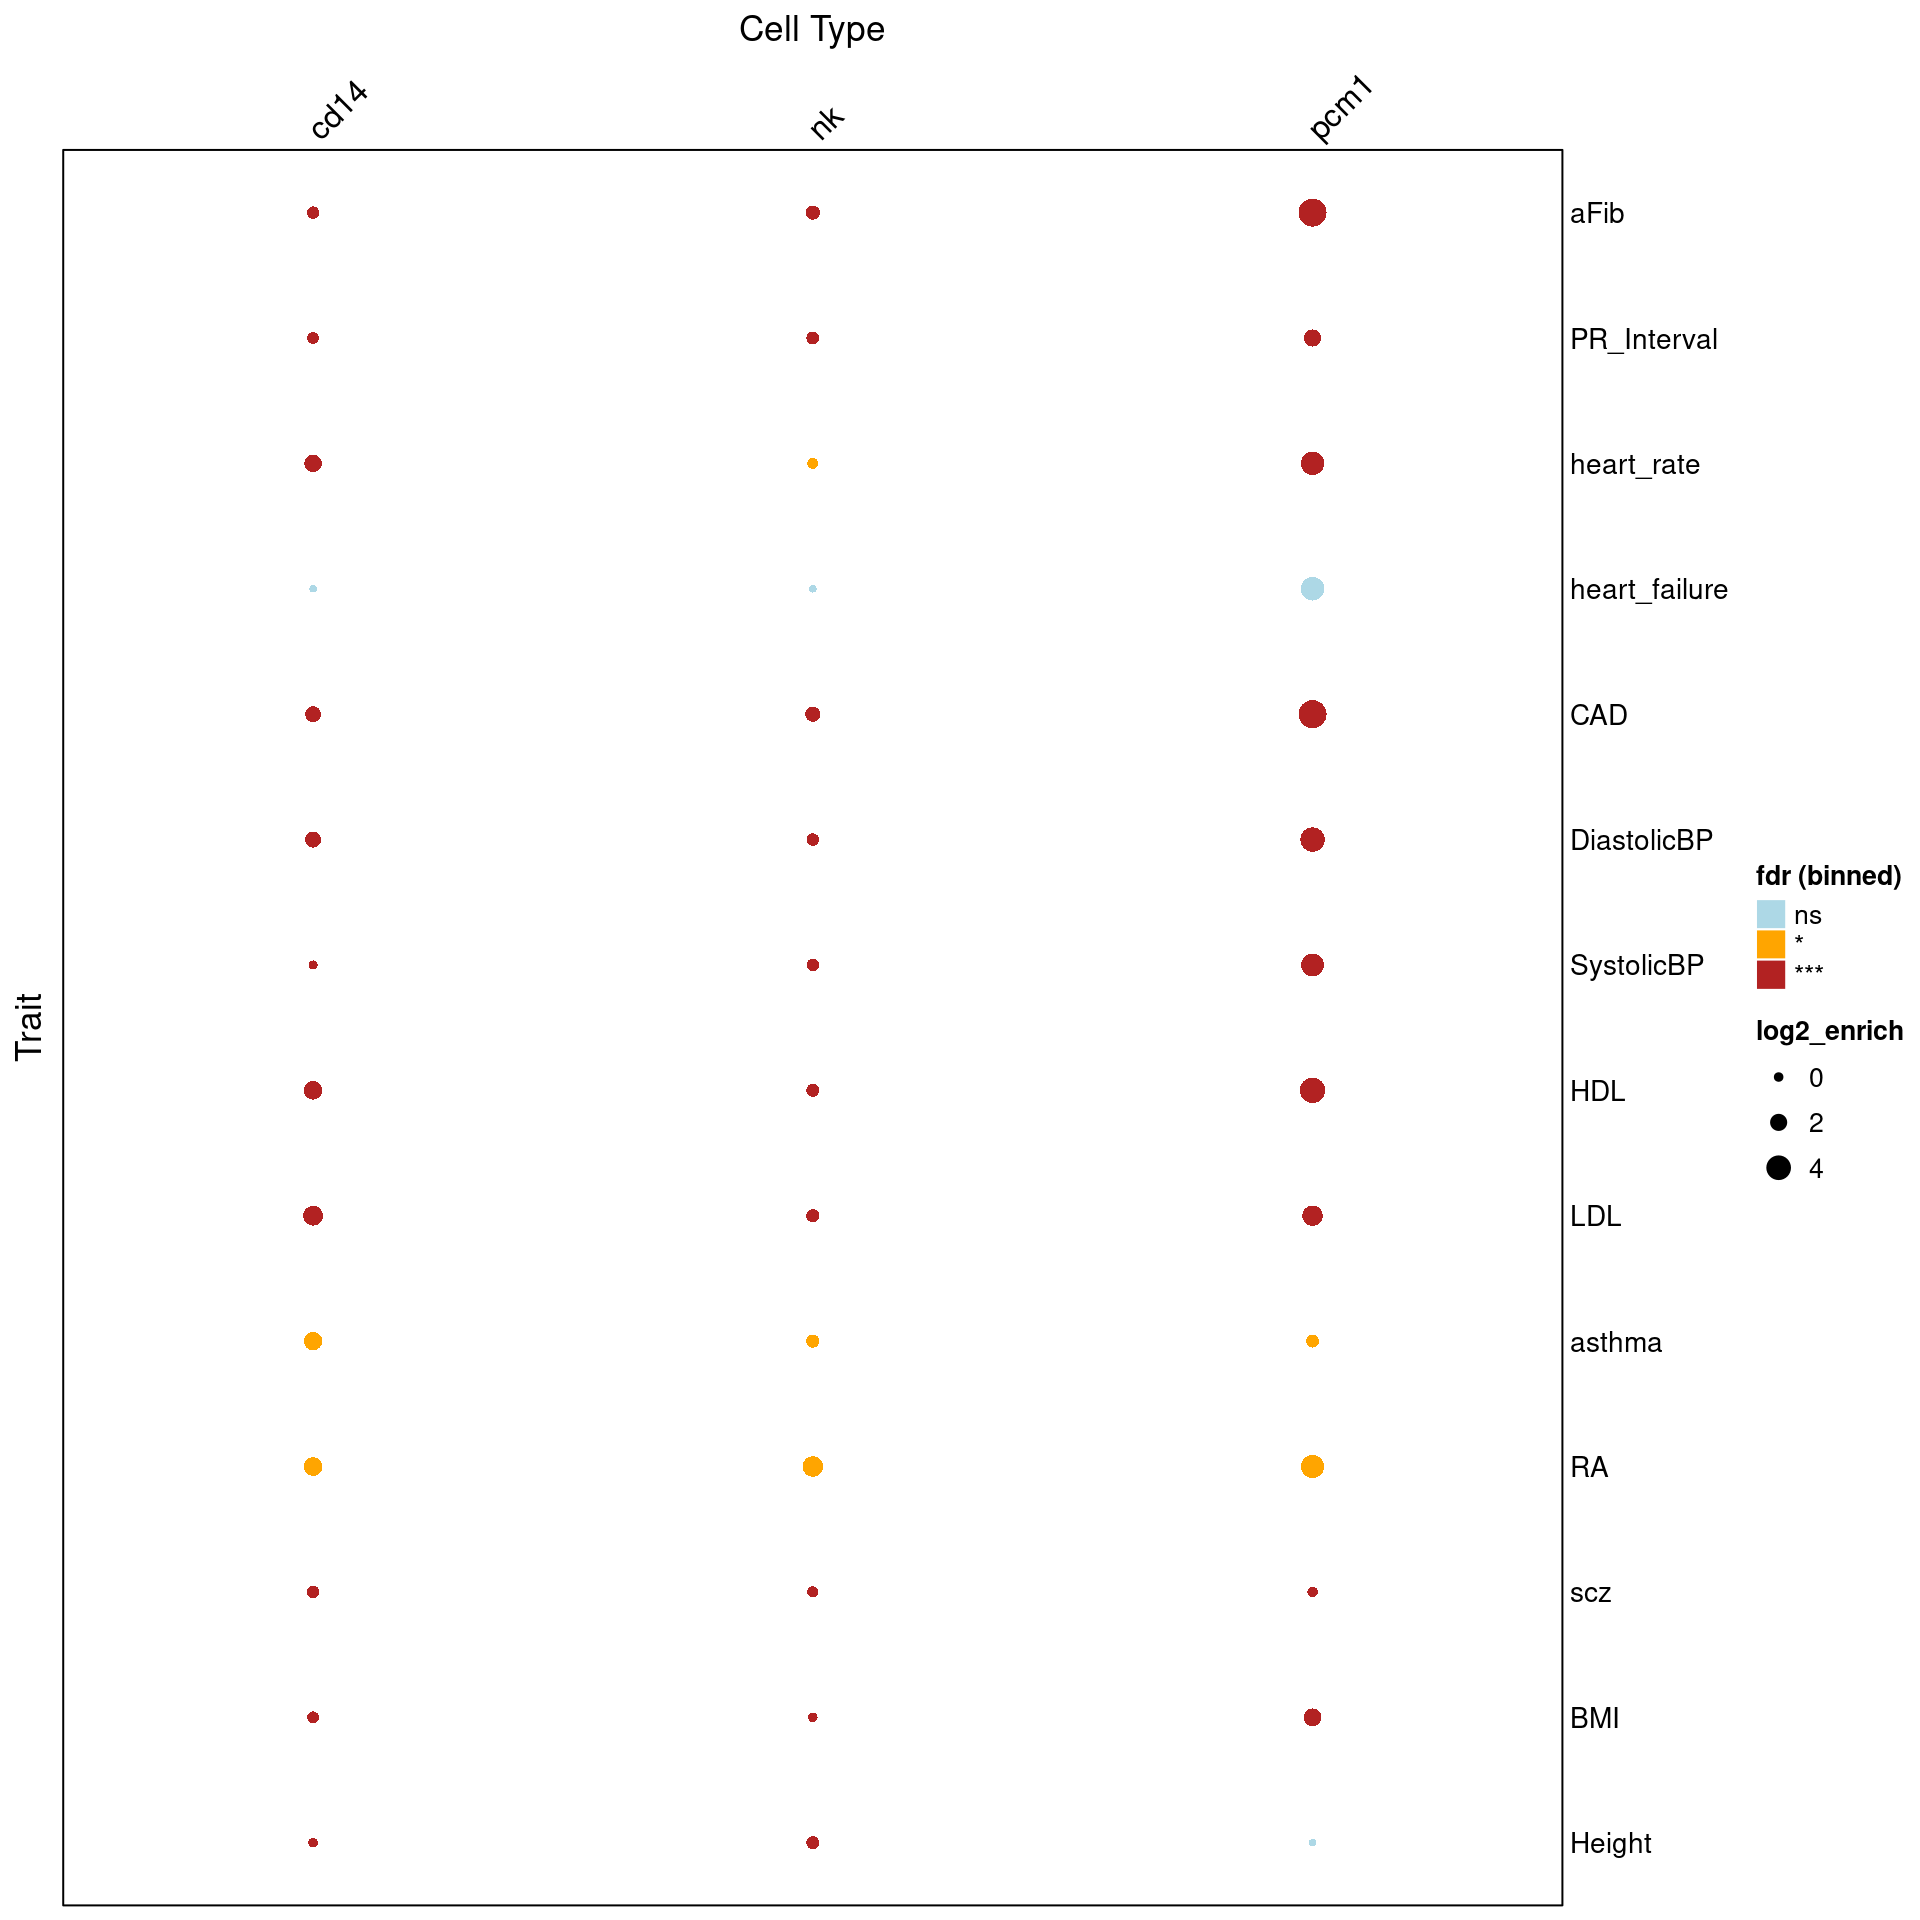 Cell Type
cd14
nk
pcm1
aFib
PR_Interval
heart_rate
heart_failure
CAD
DiastolicBP
SystolicBP
HDL
LDL
asthma
RA
scz
BMI
Height
Trait
fdr (binned)
ns
*
***
log2_enrich
0
2
4